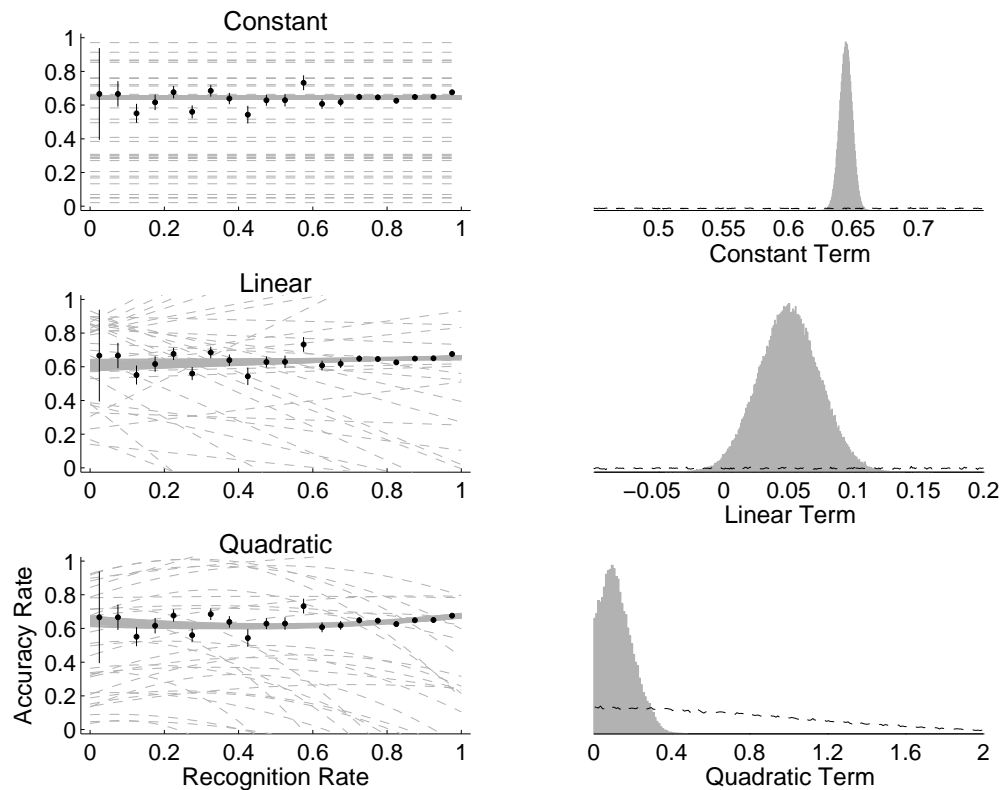 Constant
1
0.8
0.6
0.4
0.2
0
0 0.2 0.4 0.6 0.8 1
0.5 0.55 0.6 0.65 0.7
Constant Term
Linear
1
0.8
0.6
0.4
0.2
0
0 0.2 0.4 0.6 0.8 1
−0.05 0 0.05 0.1 0.15 0.2
Linear Term
Quadratic
1
0.8
0.6
0.4
0.2
0
Accuracy Rate
0 0.2 0.4 0.6 0.8 1
Recognition Rate
0 0.4 0.8 1.2 1.6 2
Quadratic Term